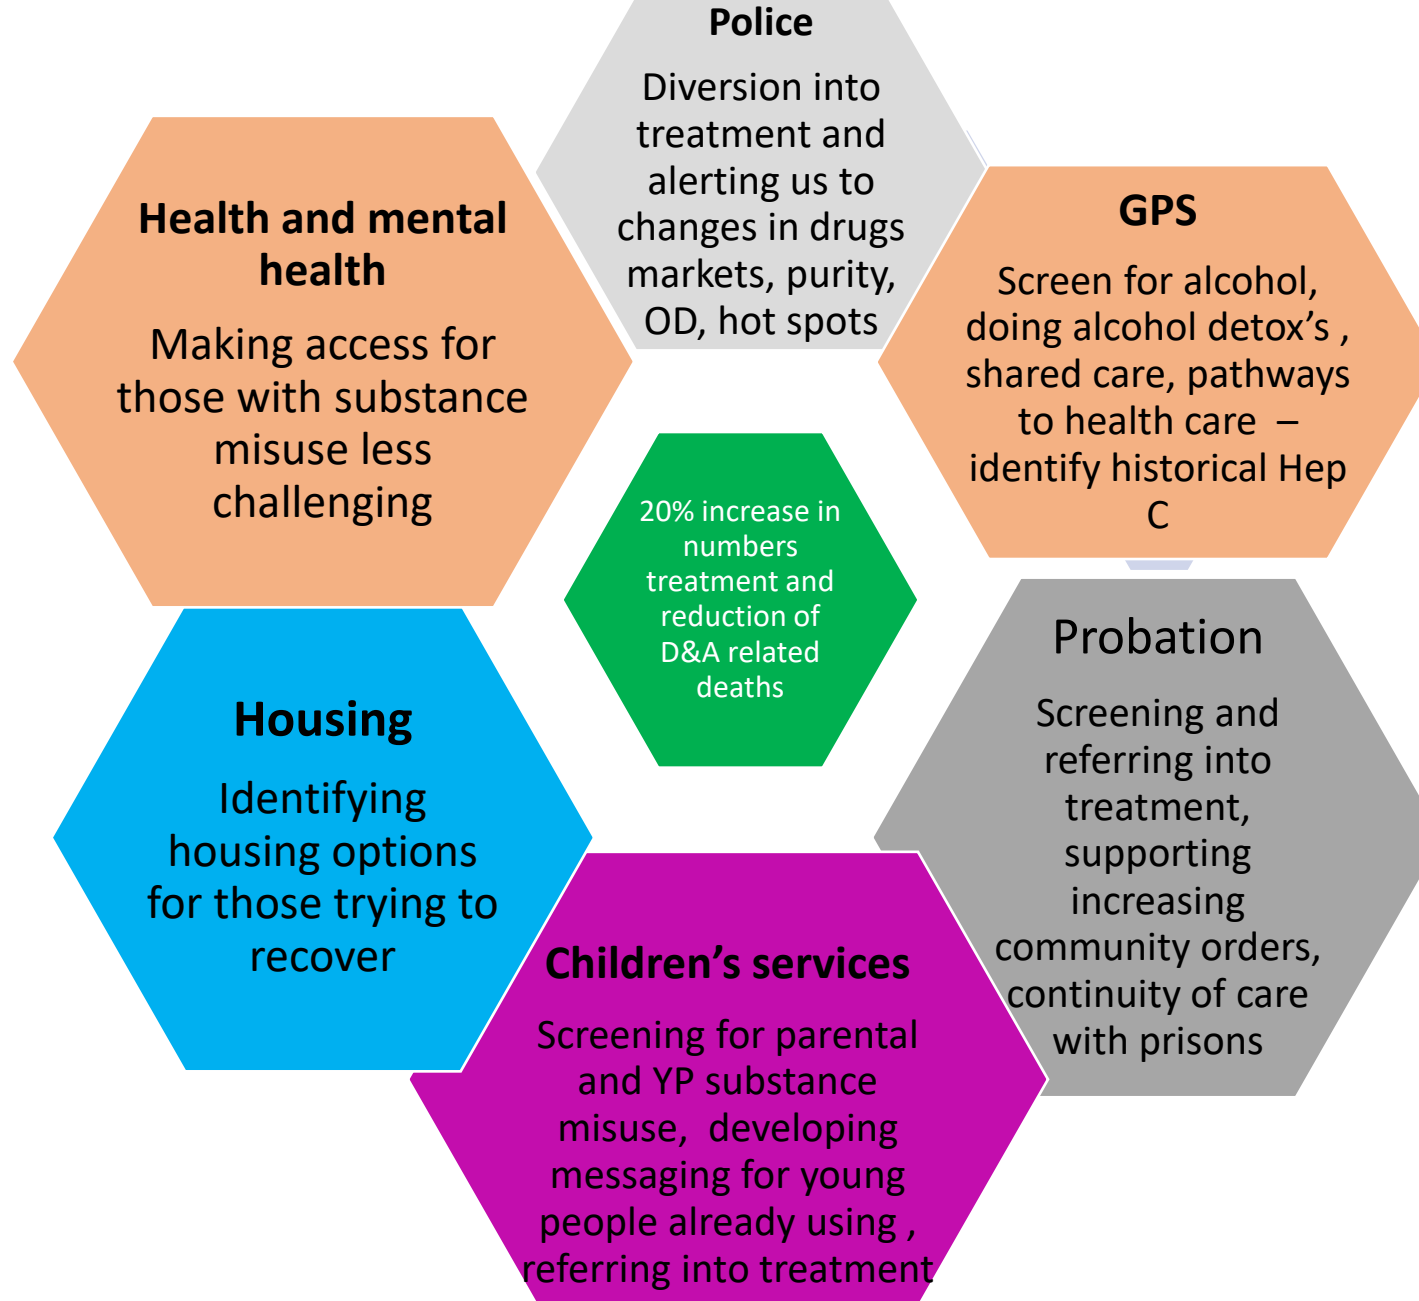 Police
Diversion into
treatment and
alerting us to
changes in drugs
markets, purity,
OD, hot spots
GPS
Screen for alcohol,
doing alcohol detox’s ,
shared care, pathways
to health care –
identify historical Hep
C
Probation
Screening and
referring into
treatment,
supporting
increasing
community orders,
continuity of care
with prisons
Children’s services
Screening for parental
and YP substance
misuse, developing
messaging for young
people already using ,
referring into treatment
Housing
Identifying
housing options
for those trying to
recover
Health and mental
health
Making access for
those with substance
misuse less
challenging
20% increase in
numbers
treatment and
reduction of
D&A related
deaths